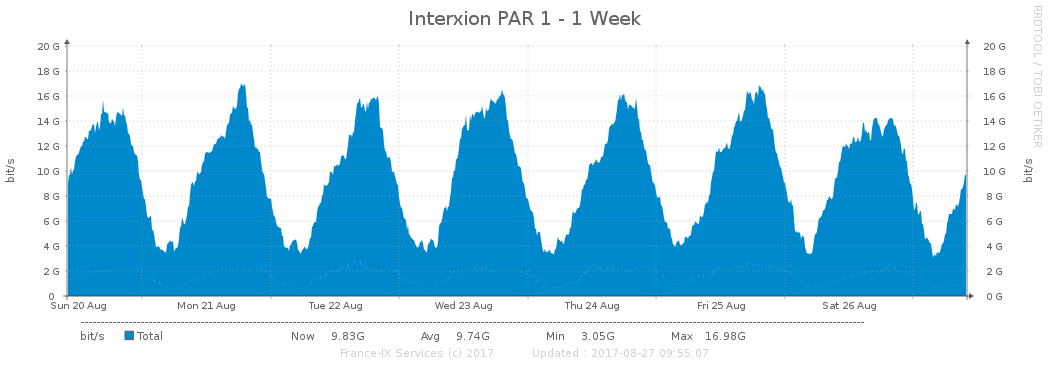 Interxion PAR 1 - 1 Week
RRDTOOL / TOBI OETIKER
20 G 20 G
18 G 18 G
16 G 16 G
14 G 14 G
12 G 12 G
10 G 10 G
8 G 8 G
6 G 6 G
4 G 4 G
2 G 2 G
0 0 G
bit/s bit/s
Sun 20 Aug Mon 21 Aug Tue 22 Aug Wed 23 Aug Thu 24 Aug Fri 25 Aug Sat 26 Aug
bit/s Total Now 9.83G Avg 9.74G Min 3.05G Max 16.98G
France-IX Services (c) 2017 Updated : 2017-08-27 09:55:07